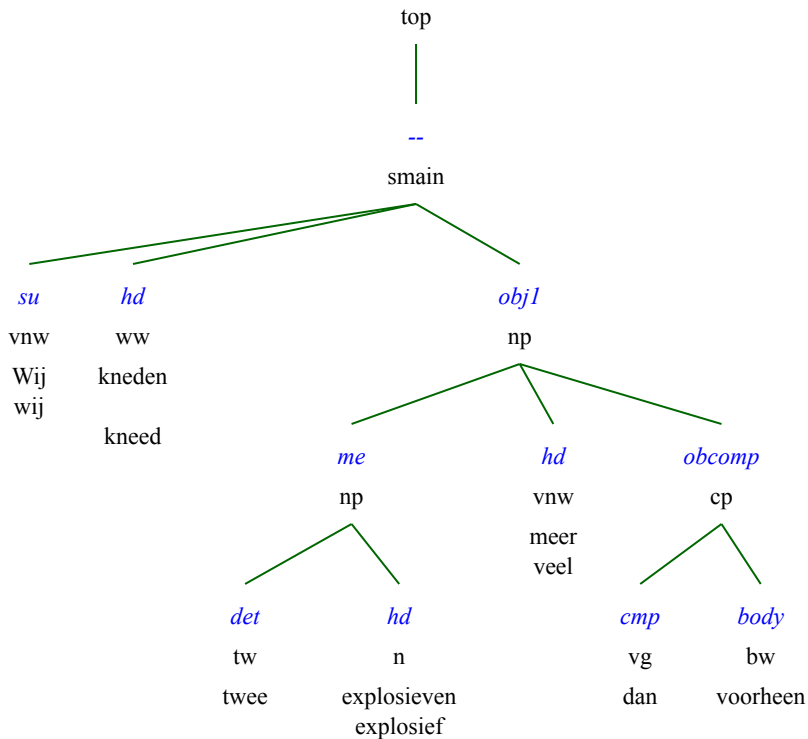 top
--
smain
su hd obj1
vnw ww np
Wij kneden
wij
kneed
me hd obcomp
np vnw cp
meer
veel
det hd cmp body
tw n vg bw
twee explosieven dan voorheen
explosief